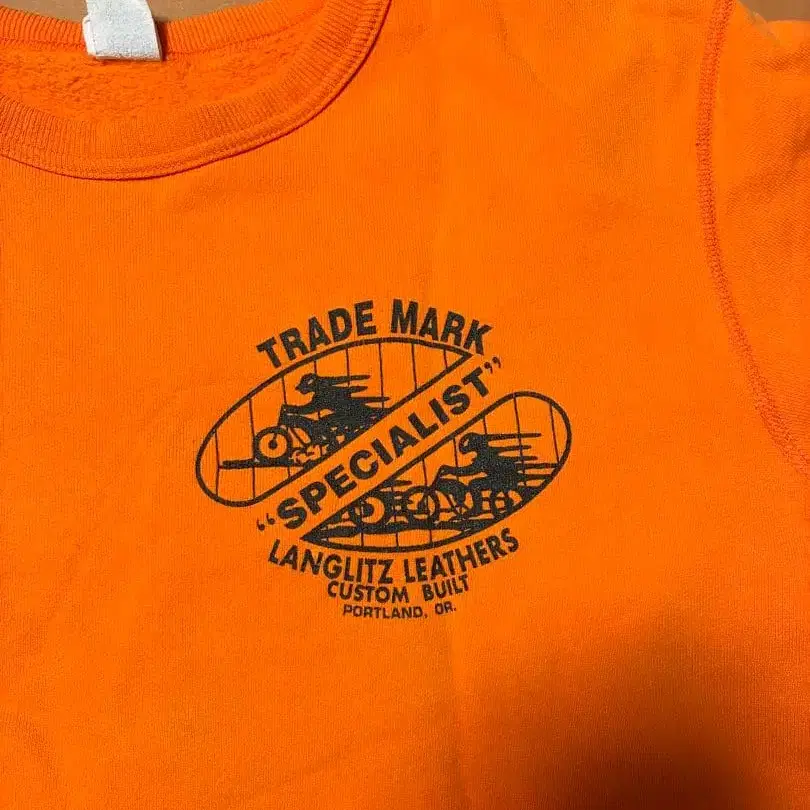 TRADE MARK
"SPECIALIST"
LANGLITZ LEATHERS
CUSTOM BUILT
PORTLAND, OR.